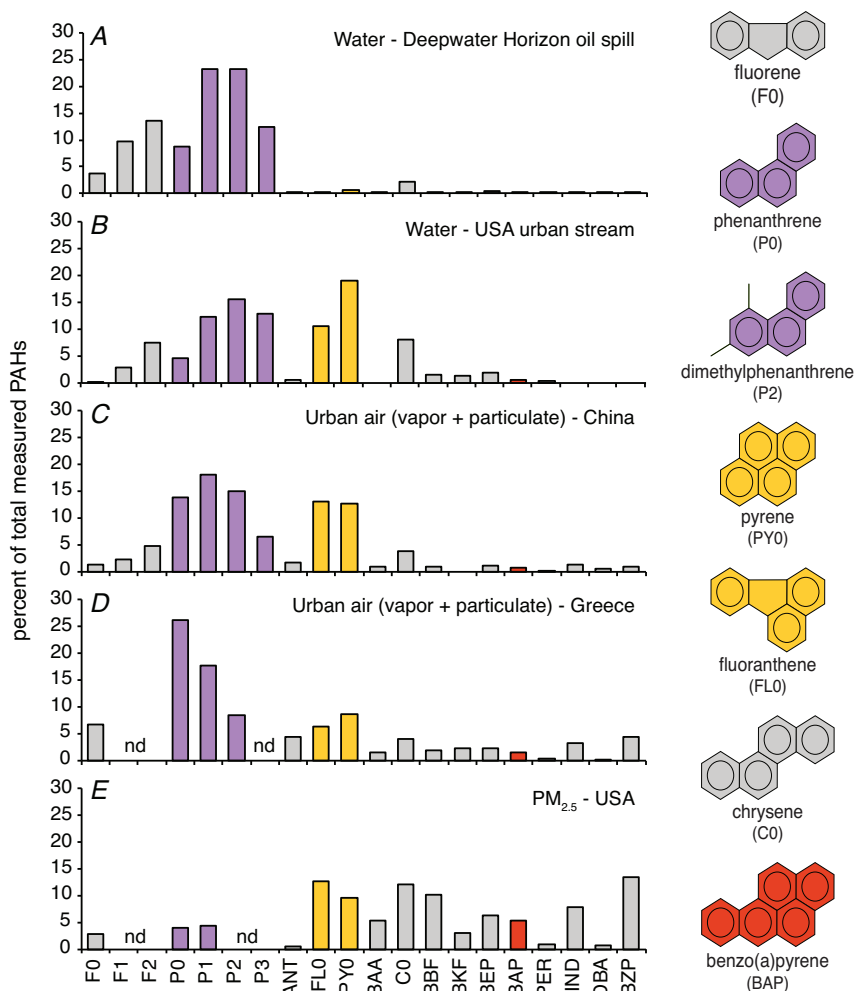 percent of total measured PAHs
A
Water - Deepwater Horizon oil spill
30
25
20
15
10
5
0
B
Water - USA urban stream
30
25
20
15
10
5
0
C
Urban air (vapor + particulate) - China
30
25
20
15
10
5
0
D
Urban air (vapor + particulate) - Greece
30
25
20
15
10
5
0
nd
nd
E
PM2.5 - USA
30
25
20
15
10
5
0
nd
nd
F0
F1
F2
P0
P1
P2
P3
ANT
FL0
PY0
BAA
C0
BBF
BKF
BEP
BAP
PER
IND
DBA
BZP
fluorene
(F0)
phenanthrene
(P0)
dimethylphenanthrene
(P2)
pyrene
(PY0)
fluoranthene
(FL0)
chrysene
(C0)
benzo(a)pyrene
(BAP)